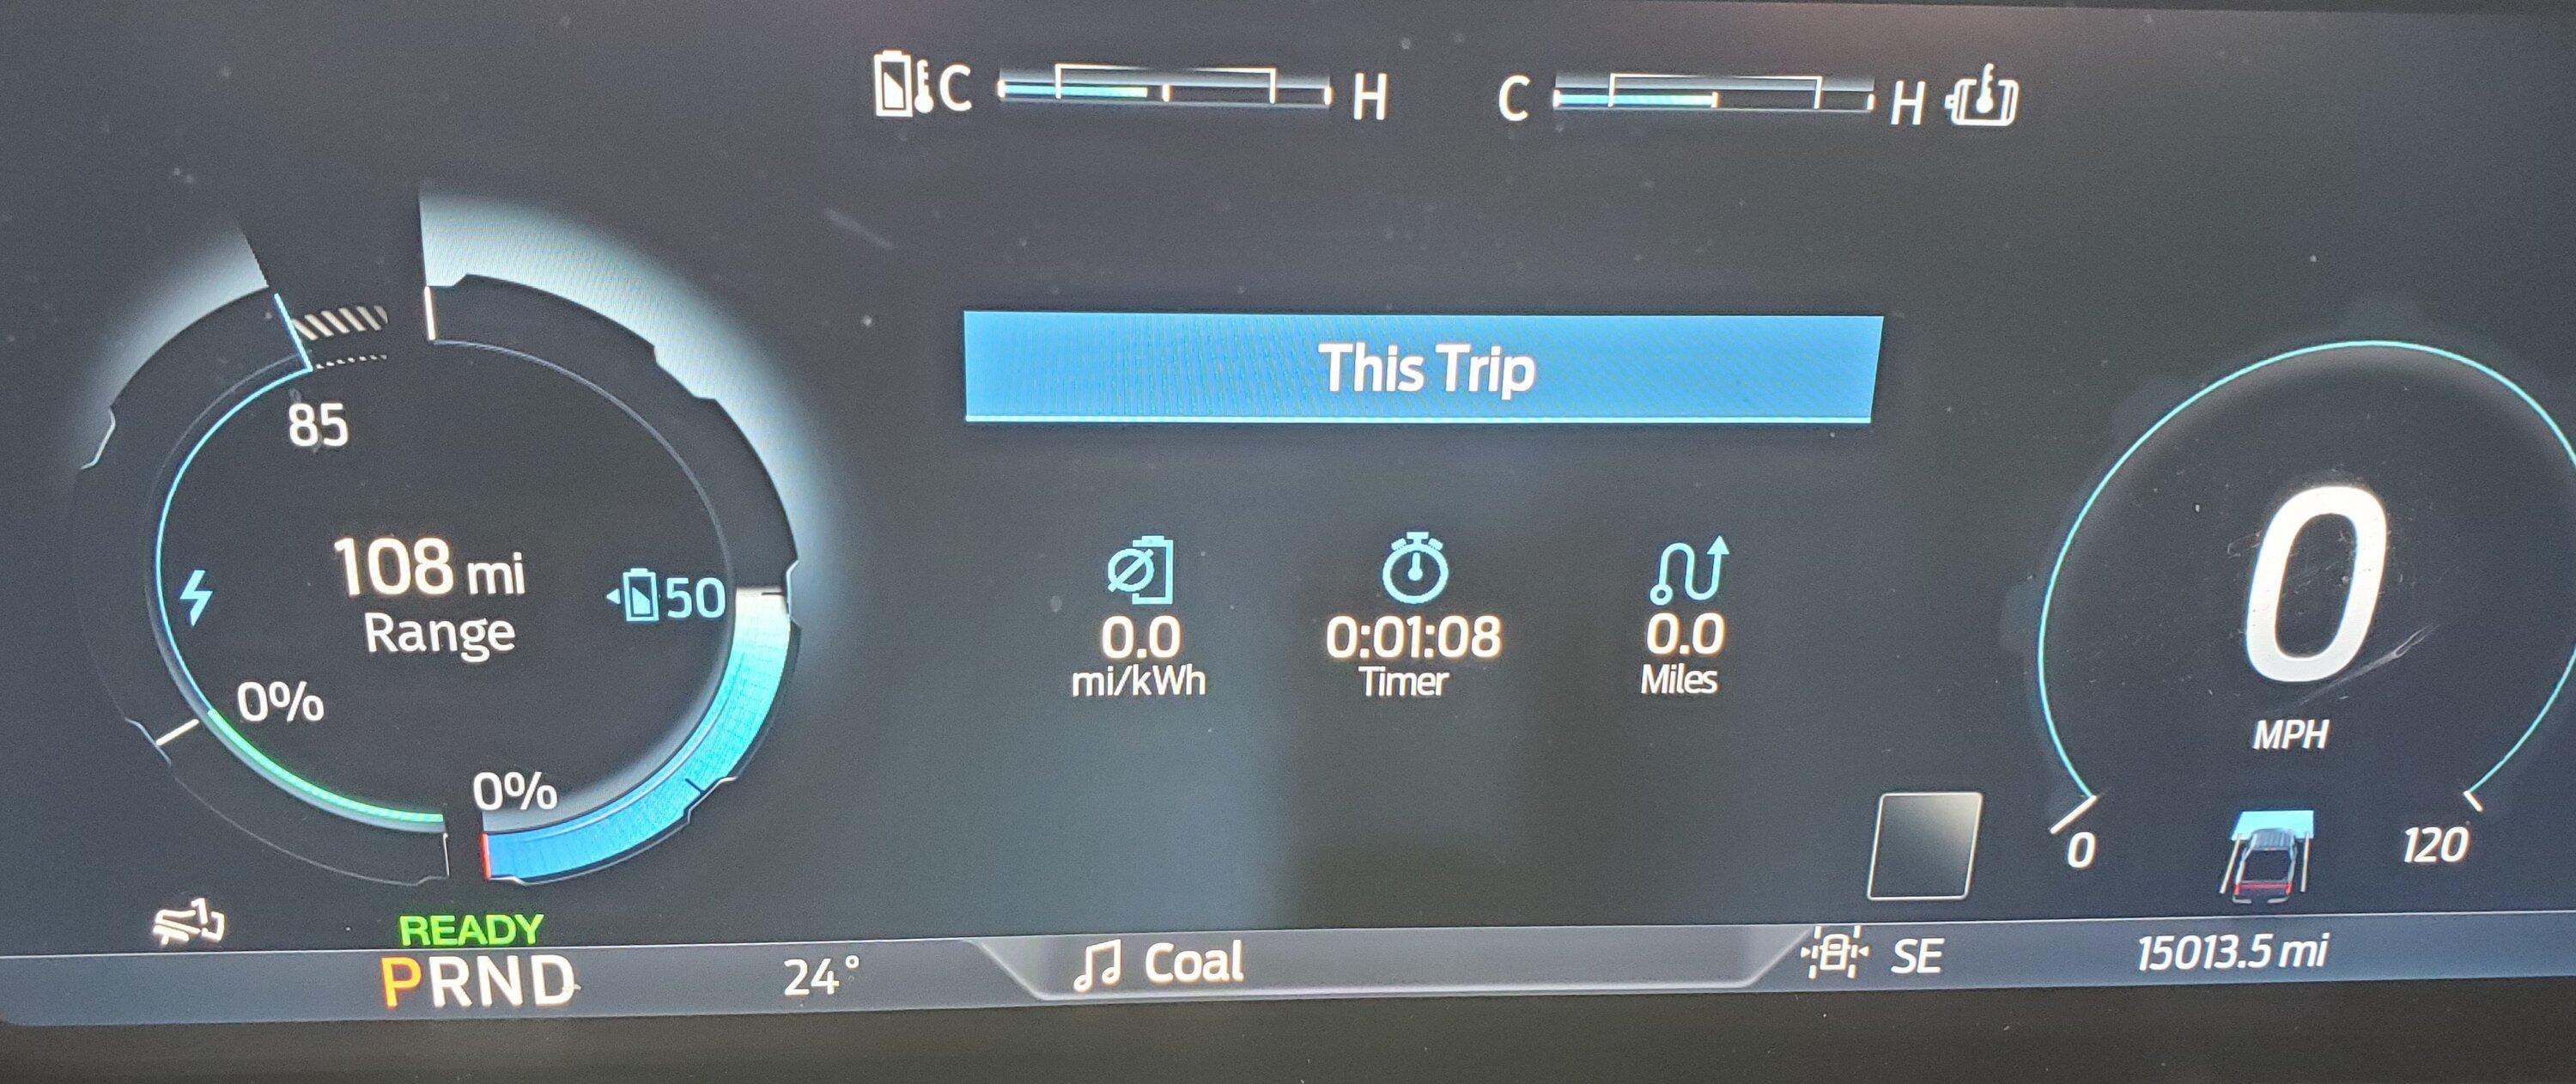 C H C H
This Trip
85
108 mi
Range
50
0%
0%
0.0
mi/kWh
0:01:08
Timer
0.0
Miles
0
MPH
0
120
READY
PRND
24°
Coal
SE
15013.5 mi